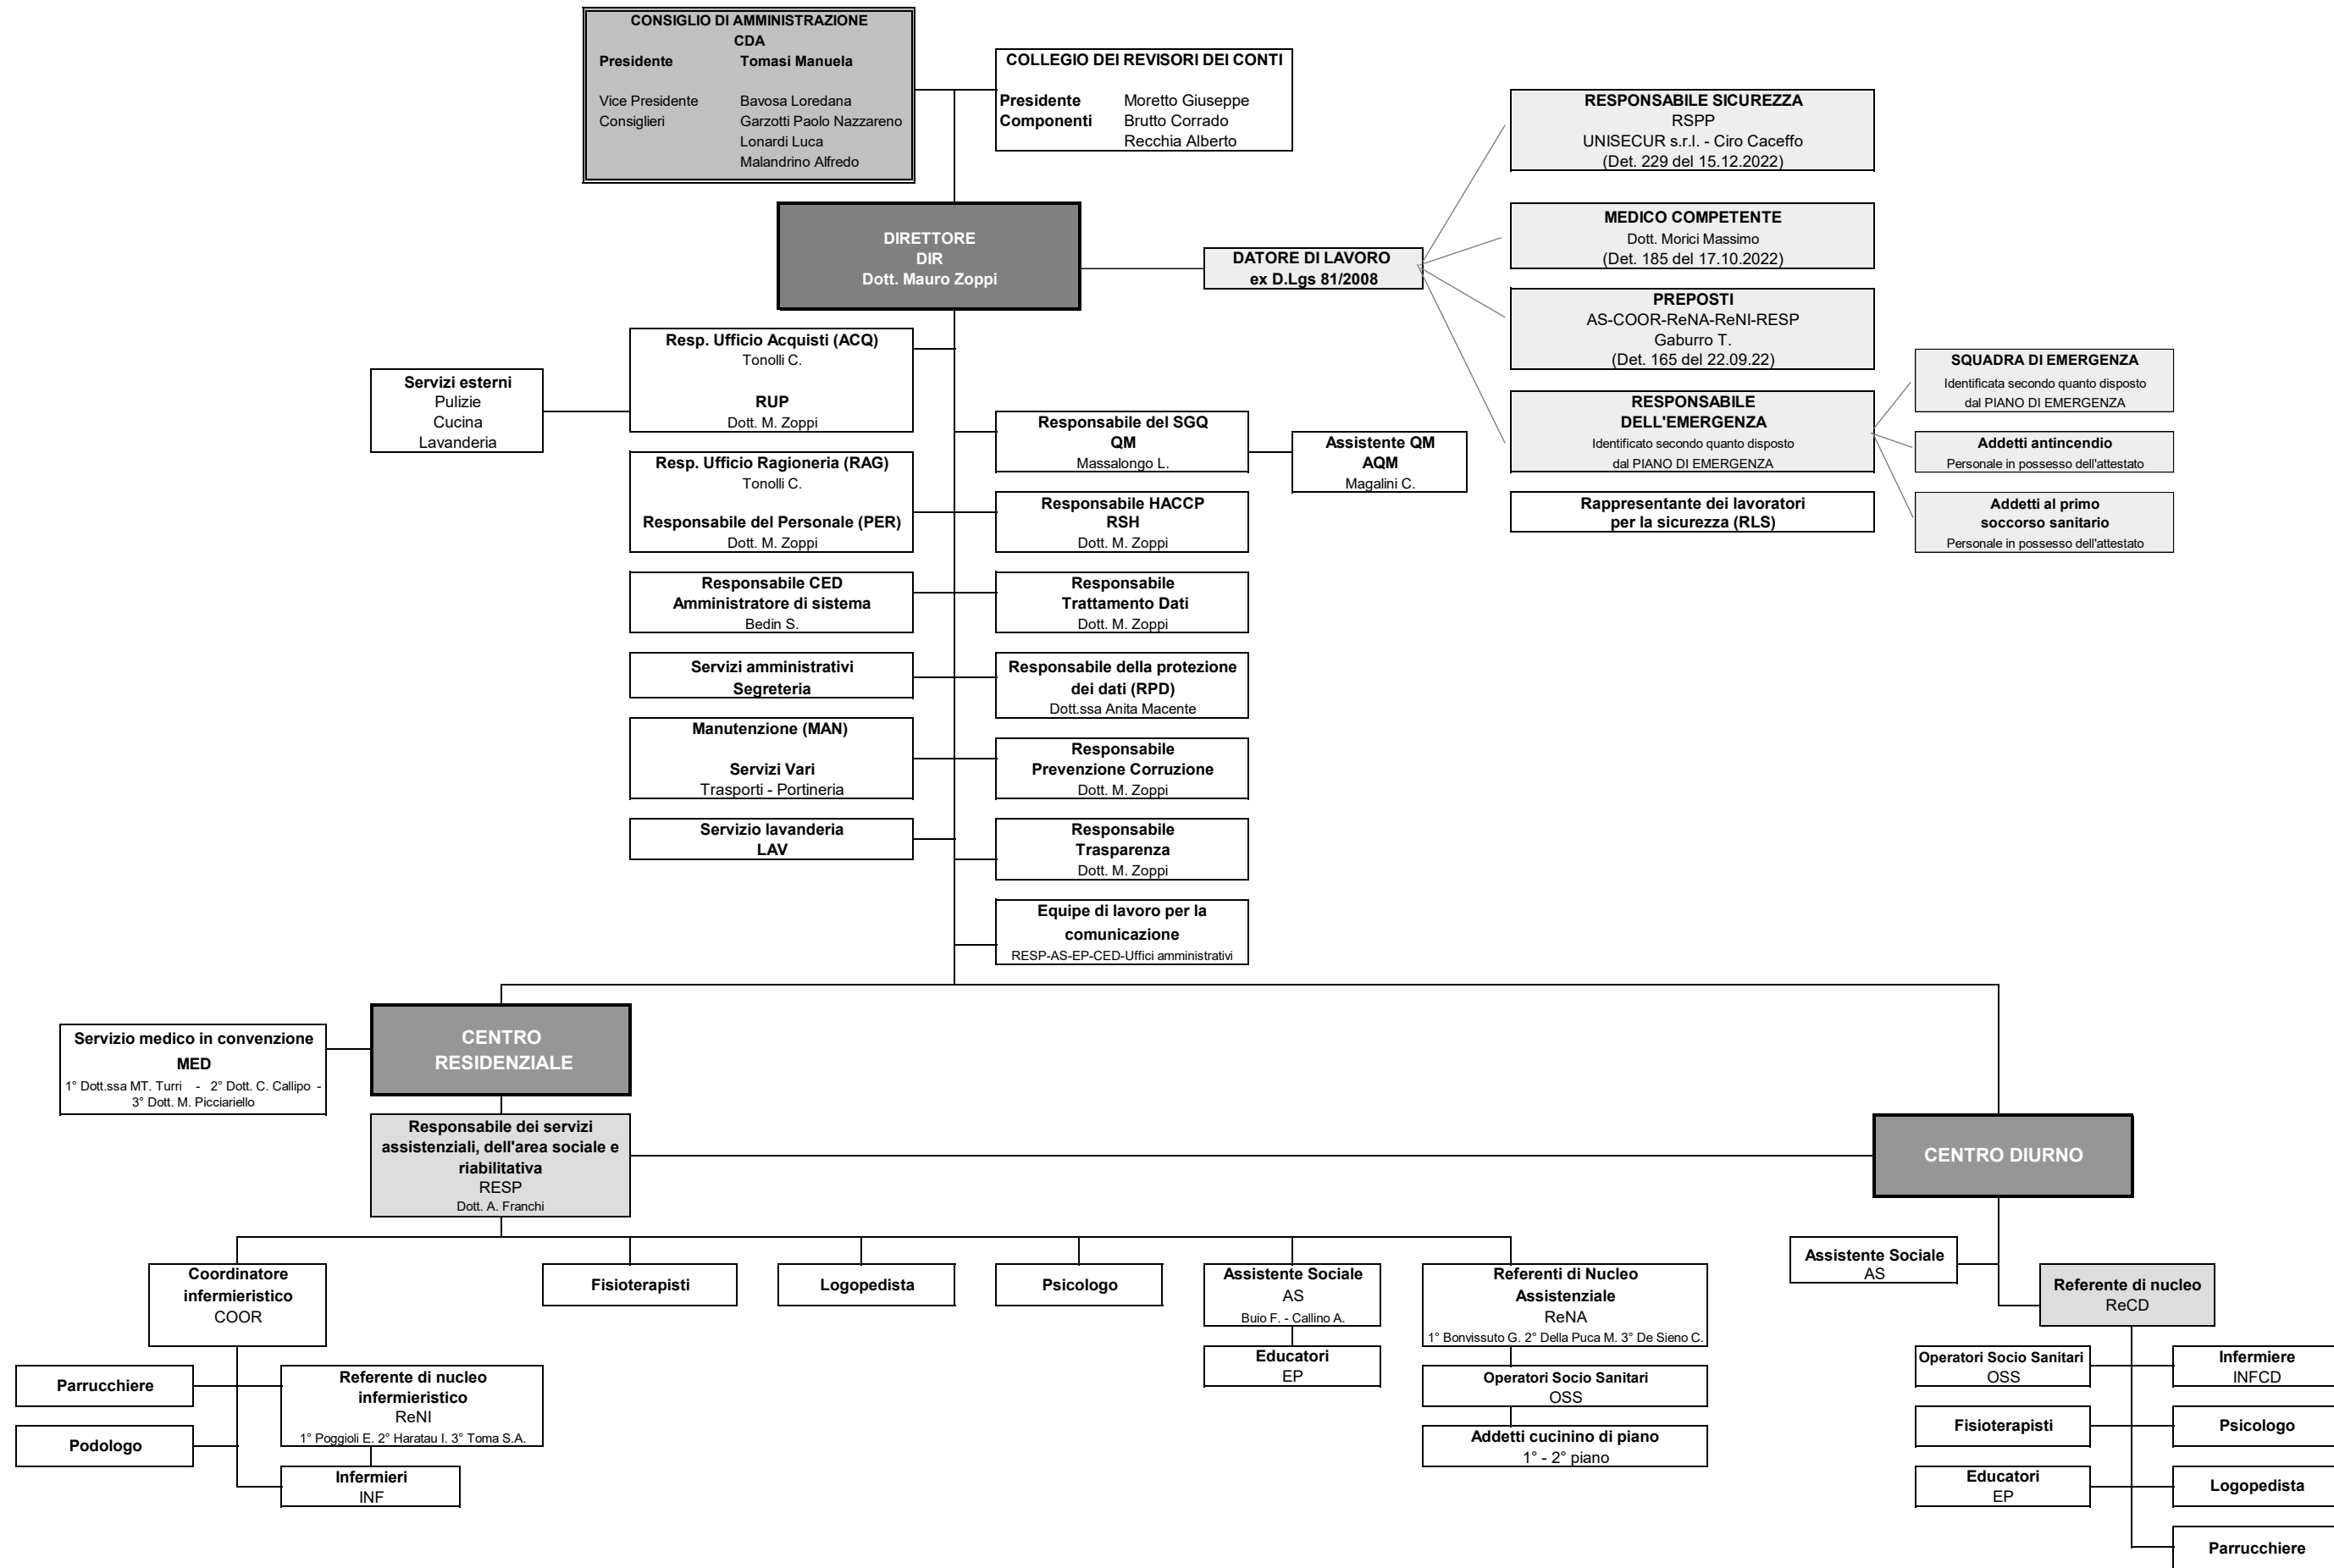 CONSIGLIO DI AMMINISTRAZIONE
CDA
Presidente Tomasi Manuela
Vice Presidente Bavosa Loredana
Consiglieri Garzotti Paolo Nazzareno
Lonardi Luca
Malandrino Alfredo
COLLEGIO DEI REVISORI DEI CONTI
Presidente Moretto Giuseppe
Componenti Brutto Corrado
Recchia Alberto
DIRETTORE
DIR
Dott. Mauro Zoppi
DATORE DI LAVORO
ex D.Lgs 81/2008
RESPONSABILE SICUREZZA
RSPP
UNISECUR s.r.l. - Ciro Caceffo
(Det. 229 del 15.12.2022)
MEDICO COMPETENTE
Dott. Morici Massimo
(Det. 185 del 17.10.2022)
PREPOSTI
AS-COOR-ReNA-ReNI-RESP
Gaburro T.
(Det. 165 del 22.09.22)
RESPONSABILE
DELL'EMERGENZA
Identificato secondo quanto disposto
dal PIANO DI EMERGENZA
Rappresentante dei lavoratori
per la sicurezza (RLS)
SQUADRA DI EMERGENZA
Identificata secondo quanto disposto
dal PIANO DI EMERGENZA
Addetti antincendio
Personale in possesso dell'attestato
Addetti al primo
soccorso sanitario
Personale in possesso dell'attestato
Servizi esterni
Pulizie
Cucina
Lavanderia
Resp. Ufficio Acquisti (ACQ)
Tonolli C.
RUP
Dott. M. Zoppi
Resp. Ufficio Ragioneria (RAG)
Tonolli C.
Responsabile del Personale (PER)
Dott. M. Zoppi
Responsabile CED
Amministratore di sistema
Bedin S.
Servizi amministrativi
Segreteria
Manutenzione (MAN)
Servizi Vari
Trasporti - Portineria
Servizio lavanderia
LAV
Responsabile del SGQ
QM
Massalongo L.
Assistente QM
AQM
Magalini C.
Responsabile HACCP
RSH
Dott. M. Zoppi
Responsabile
Trattamento Dati
Dott. M. Zoppi
Responsabile della protezione
dei dati (RPD)
Dott.ssa Anita Macente
Responsabile
Prevenzione Corruzione
Dott. M. Zoppi
Responsabile
Trasparenza
Dott. M. Zoppi
Equipe di lavoro per la
comunicazione
RESP-AS-EP-CED-Uffici amministrativi
Servizio medico in convenzione
MED
1° Dott.ssa MT. Turri - 2° Dott. C. Callipo -
3° Dott. M. Picciariello
CENTRO
RESIDENZIALE
Responsabile dei servizi
assistenziali, dell'area sociale e
riabilitativa
RESP
Dott. A. Franchi
CENTRO DIURNO
Coordinatore
infermieristico
COOR
Fisioterapisti
Logopedista
Psicologo
Assistente Sociale
AS
Buio F. - Callino A.
Educatori
EP
Referenti di Nucleo
Assistenziale
ReNA
1° Bonvissuto G. 2° Della Puca M. 3° De Sieno C.
Operatori Socio Sanitari
OSS
Addetti cucinino di piano
1° - 2° piano
Parrucchiere
Podologo
Referente di nucleo
infermieristico
ReNI
1° Poggioli E. 2° Haratau I. 3° Toma S.A.
Infermieri
INF
Assistente Sociale
AS
Referente di nucleo
ReCD
Operatori Socio Sanitari
OSS
Infermiere
INFCD
Fisioterapisti
Psicologo
Educatori
EP
Logopedista
Parrucchiere